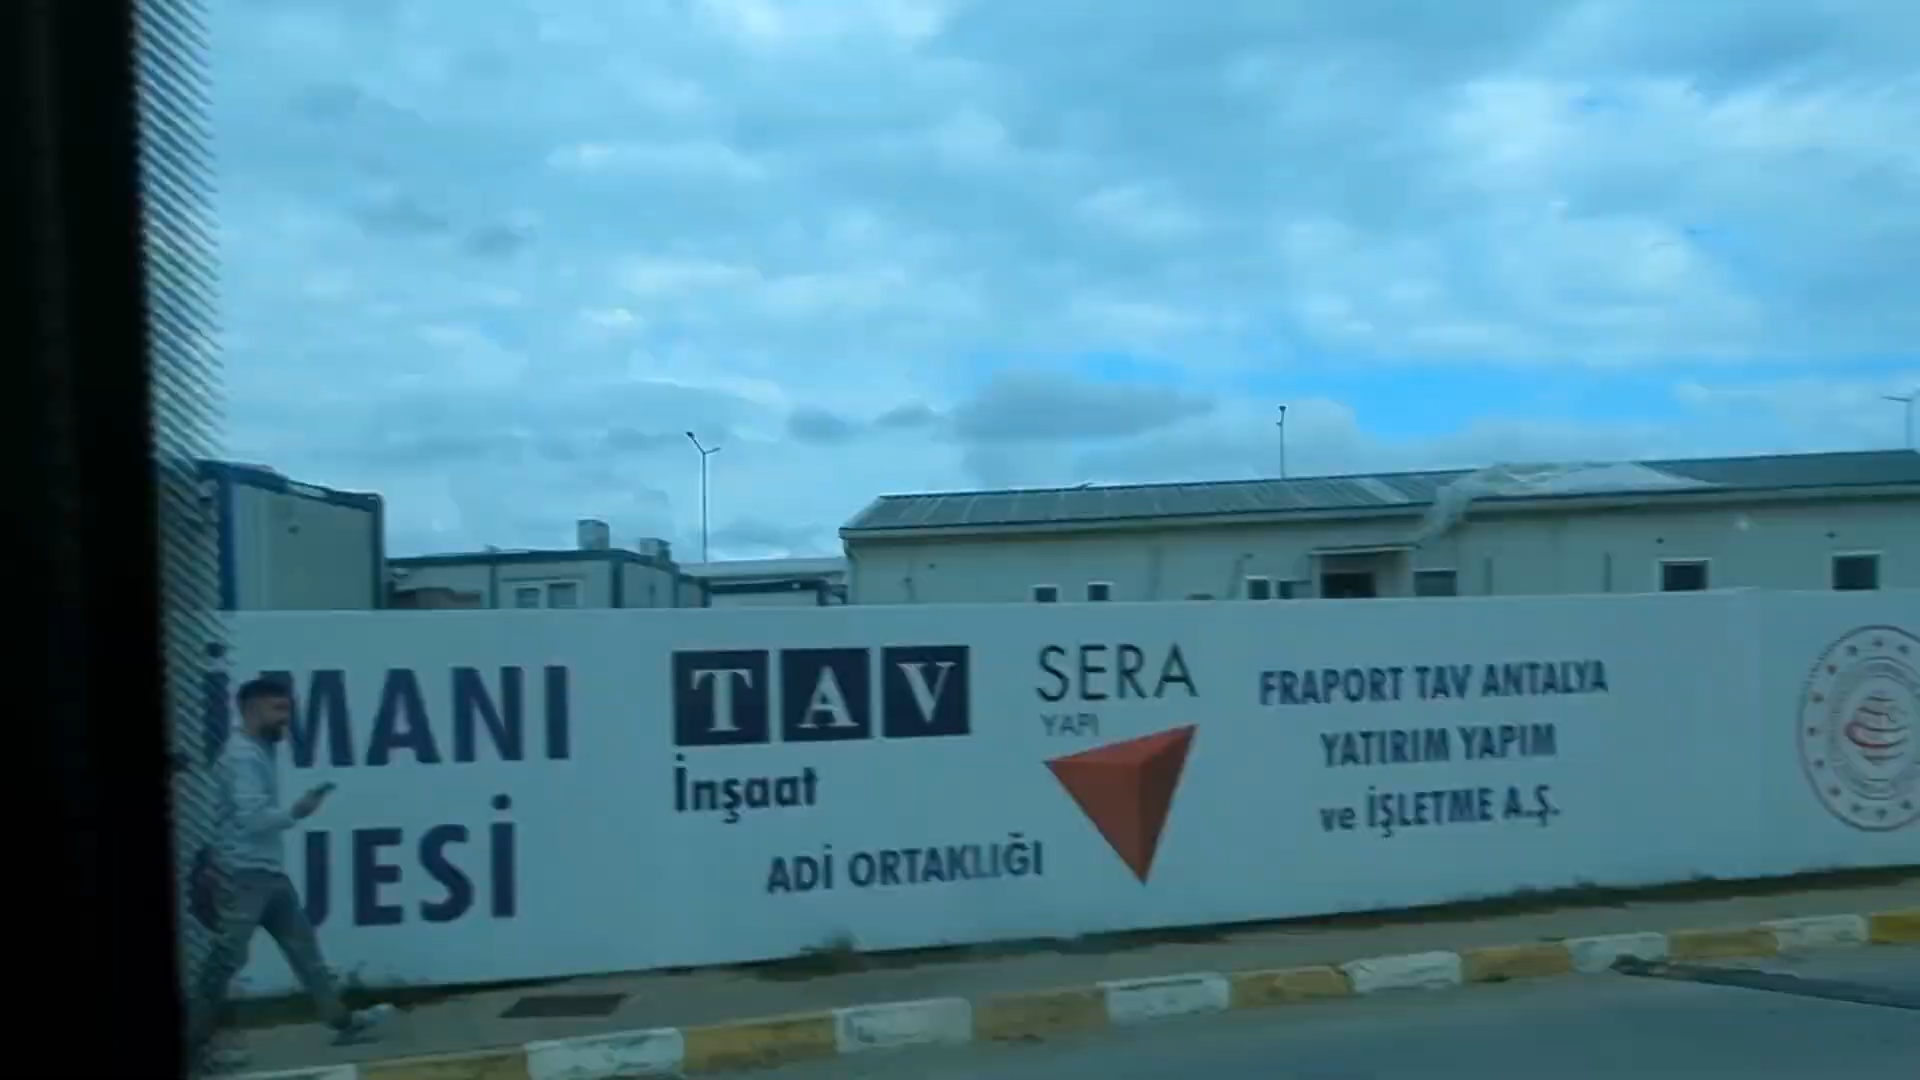 İMANI
JESİ
TAV
İnşaat
ADİ ORTAKLIĞI
SERA
YAPI
FRAPORT TAV ANTALYA
YATIRIM YAPIM
ve İŞLETME A.Ş.